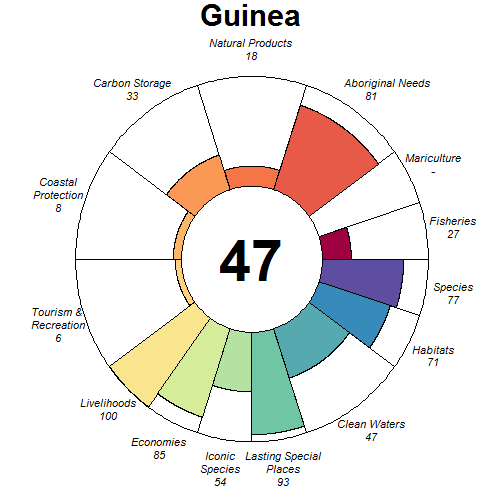 Guinea
Natural Products
18
Carbon Storage
33
Aboriginal Needs
81
Mariculture
-
Coastal
Protection
8
Fisheries
27
47
Species
77
Tourism &
Recreation
6
Habitats
71
Livelihoods
100
Clean Waters
47
Economies
85
Iconic
Species
54
Lasting Special
Places
93